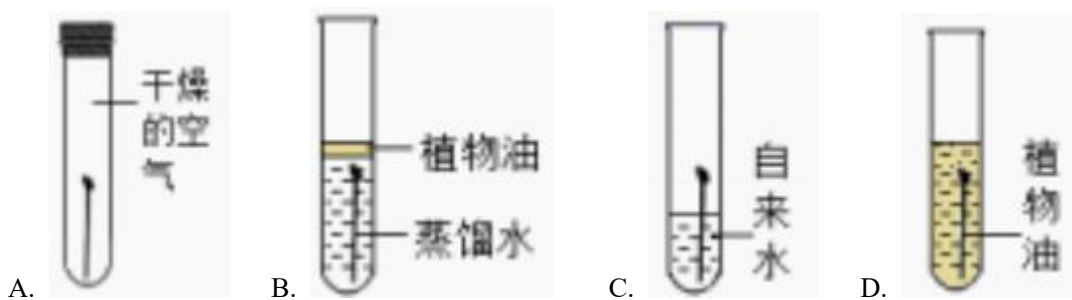 A.
干燥
的空
气
B.
植物油
蒸馏水
C.
自
来
水
D.
植
物
油